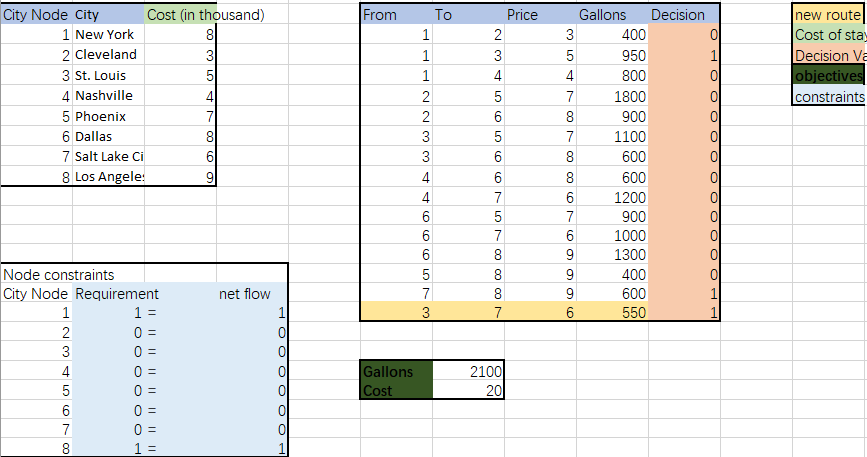 City Node City Cost (in thousand)
1 New York 8
2 Cleveland 3
3 St. Louis 5
4 Nashville 4
5 Phoenix 7
6 Dallas 8
7 Salt Lake Ci 6
8 Los Angele 9
Node constraints
City Node Requirement net flow
1 1 = 1
2 0 = 0
3 0 = 0
4 0 = 0
5 0 = 0
6 0 = 0
7 0 = 0
8 1 = 1
From To Price Gallons Decision
1 2 3 400 0
1 3 5 950 1
1 4 4 800 0
2 5 7 1800 0
2 6 8 900 0
3 5 7 1100 0
3 6 8 600 0
4 6 8 600 0
4 7 6 1200 0
6 5 7 900 0
6 7 6 1000 0
6 8 9 1300 0
5 8 9 400 0
7 8 9 600 1
3 7 6 550 1
Gallons 2100
Cost 20
new route
Cost of stay
Decision Va
objectives
constraints